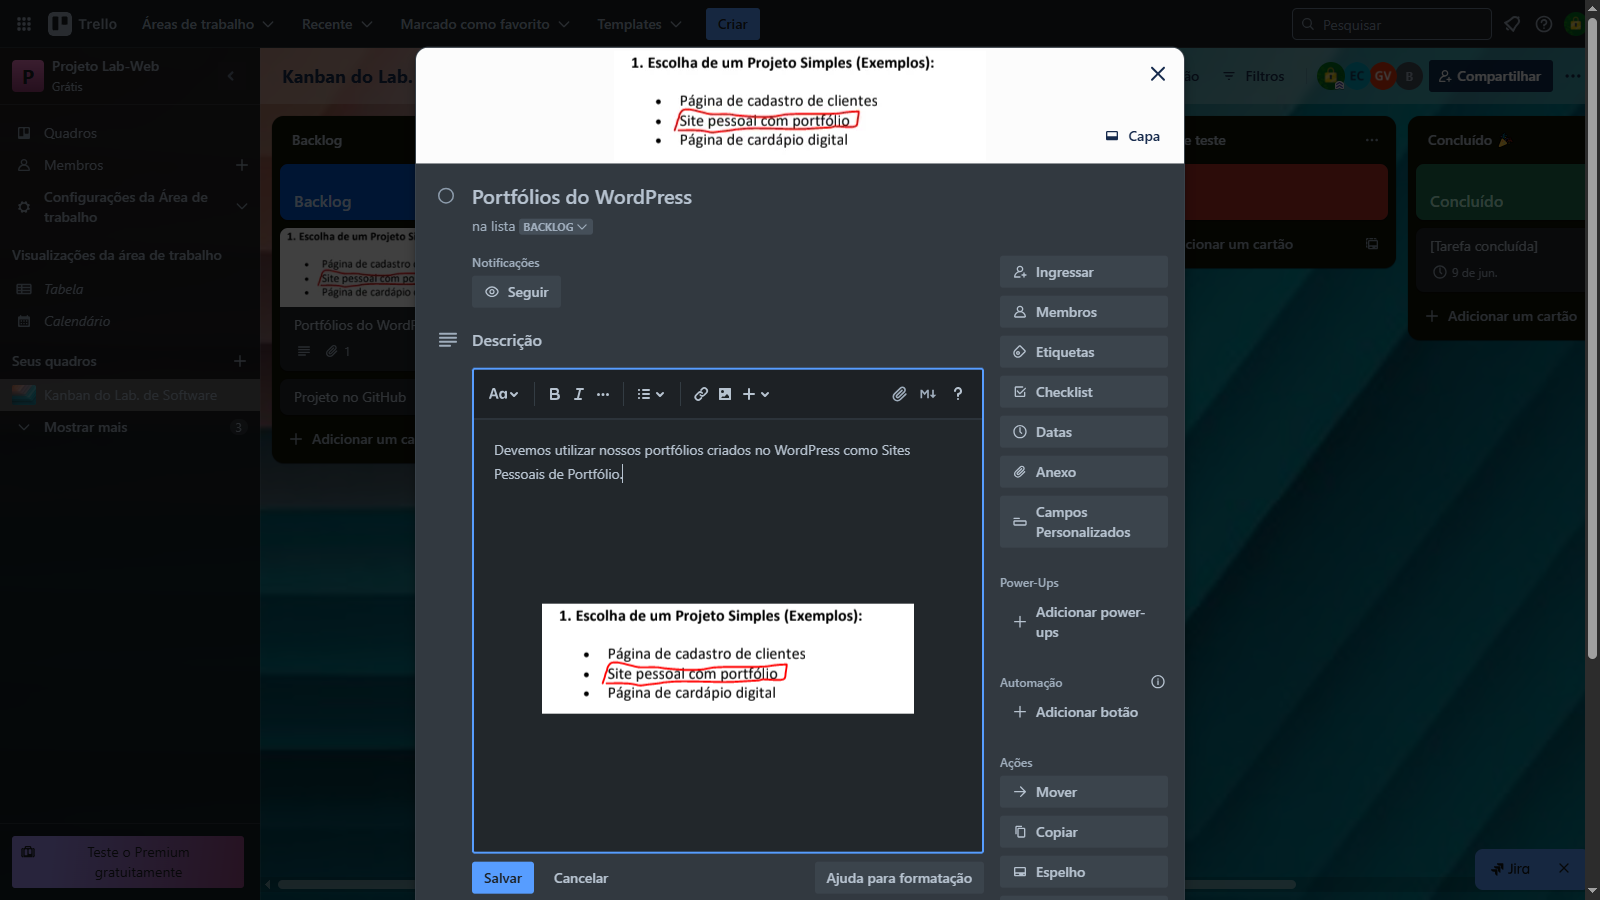 Trello
Áreas de trabalho
Recente
Marcado como favorito
Templates
Criar
Pesquisar
P
Projeto Lab-Web
Grátis
Quadros
Membros
Configurações da Área de
trabalho
Visualizações da área de trabalho
Tabela
Calendário
Seus quadros
Kanban do Lab. de Software
Mostrar mais
3
Teste o Premium
gratuitamente
Kanban do Lab.
Filtros
EC
GV
B
Compartilhar
Backlog
Backlog
1. Escolha de um Projeto Si
Página de cadastro
Site pessoal com po
Página de cardápio
Portfólios do WordP
1
Projeto no GitHub
Adicionar um ca
1. Escolha de um Projeto Simples (Exemplos):
Página de cadastro de clientes
Site pessoal com portfólio
Página de cardápio digital
Capa
Portfólios do WordPress
na lista BACKLOG
Notificações
Seguir
Descrição
Aa
B
I
M↓
?
Devemos utilizar nossos portfólios criados no WordPress como Sites
Pessoais de Portfólio.
1. Escolha de um Projeto Simples (Exemplos):
Página de cadastro de clientes
Site pessoal com portfólio
Página de cardápio digital
Salvar
Cancelar
Ajuda para formatação
Ingressar
Membros
Etiquetas
Checklist
Datas
Anexo
Campos
Personalizados
Power-Ups
Adicionar power-
ups
Automação
Adicionar botão
Ações
Mover
Copiar
Espelho
e teste
cionar um cartão
Concluído
Concluído
[Tarefa concluída]
9 de jun.
Adicionar um cartão
Jira